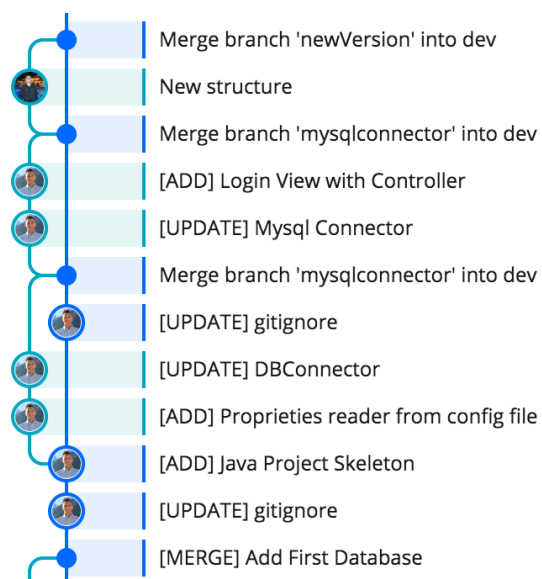 Merge branch 'newVersion' into dev
New structure
Merge branch 'mysqlconnector' into dev
[ADD] Login View with Controller
[UPDATE] Mysql Connector
Merge branch 'mysqlconnector' into dev
[UPDATE] gitignore
[UPDATE] DBConnector
[ADD] Proprieties reader from config file
[ADD] Java Project Skeleton
[UPDATE] gitignore
[MERGE] Add First Database